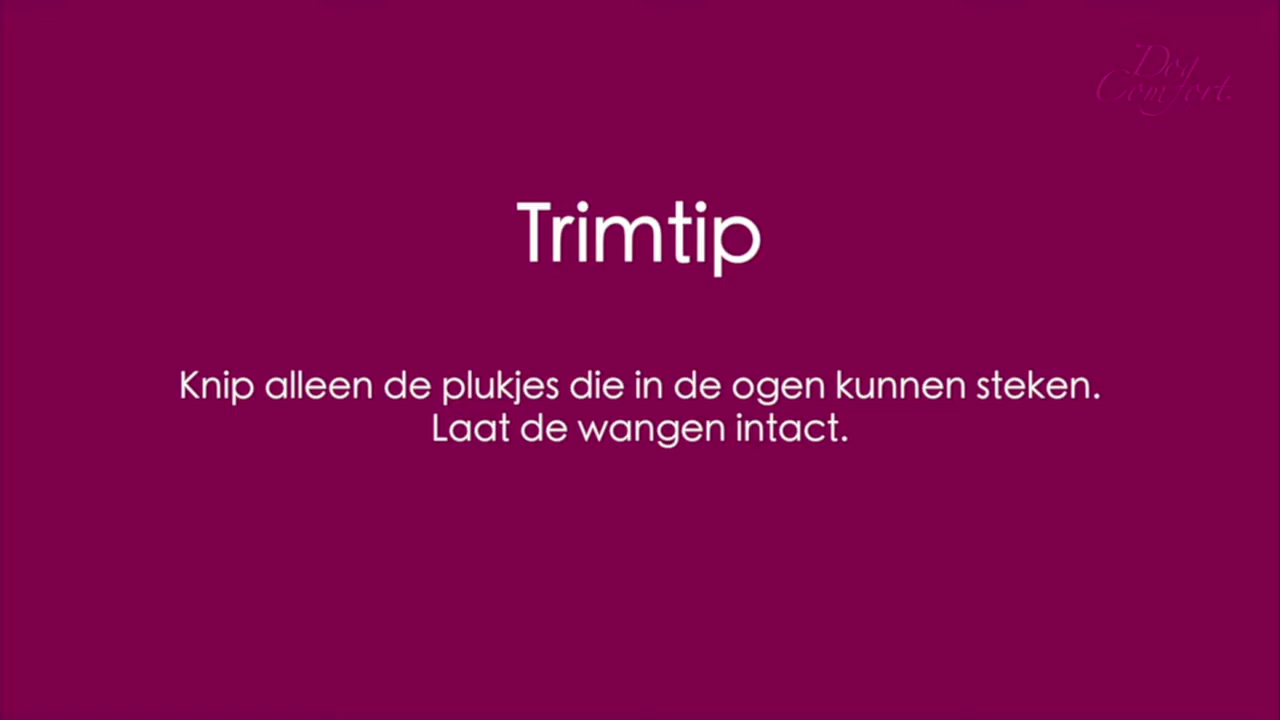 Dog
Comfort.
Trimtip
Knip alleen de plukjes die in de ogen kunnen steken.
Laat de wangen intact.